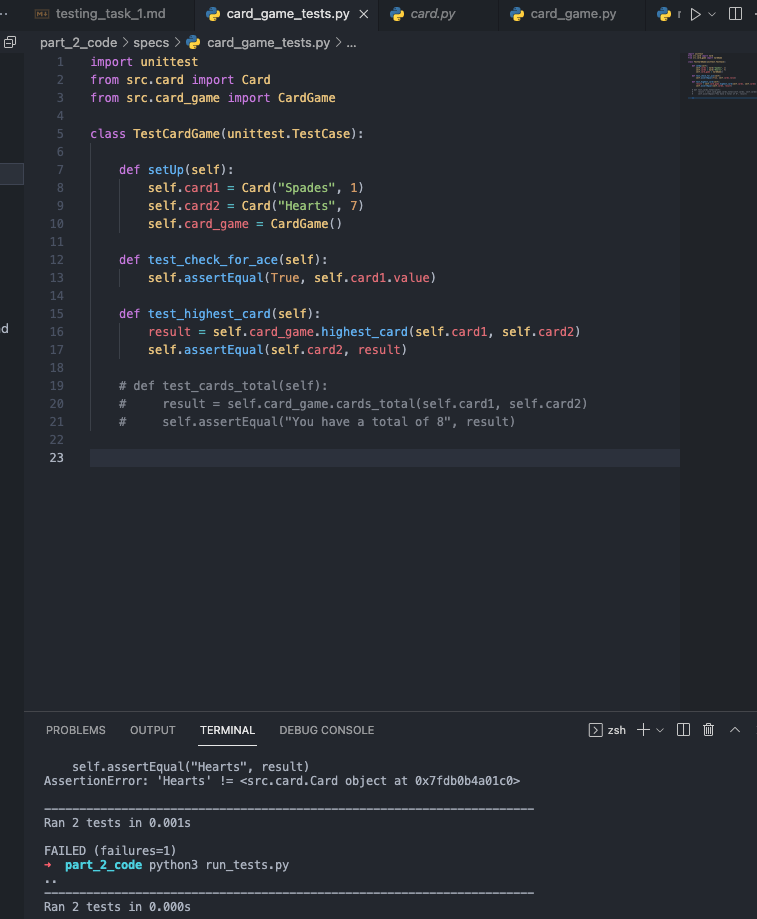 testing_task_1.md card_game_tests.py card.py card_game.py
part_2_code > specs > card_game_tests.py > ...
1 import unittest
2 from src.card import Card
3 from src.card_game import CardGame
4
5 class TestCardGame(unittest.TestCase):
6
7 def setUp(self):
8 self.card1 = Card("Spades", 1)
9 self.card2 = Card("Hearts", 7)
10 self.card_game = CardGame()
11
12 def test_check_for_ace(self):
13 self.assertEqual(True, self.card1.value)
14
15 def test_highest_card(self):
16 result = self.card_game.highest_card(self.card1, self.card2)
17 self.assertEqual(self.card2, result)
18
19 # def test_cards_total(self):
20 # result = self.card_game.cards_total(self.card1, self.card2)
21 # self.assertEqual("You have a total of 8", result)
22
23
PROBLEMS OUTPUT TERMINAL DEBUG CONSOLE zsh
self.assertEqual("Hearts", result)
AssertionError: 'Hearts' != <src.card.Card object at 0x7fdb0b4a01c0>
----------------------------------------------------------------------
Ran 2 tests in 0.001s
FAILED (failures=1)
➜ part_2_code python3 run_tests.py
..
----------------------------------------------------------------------
Ran 2 tests in 0.000s